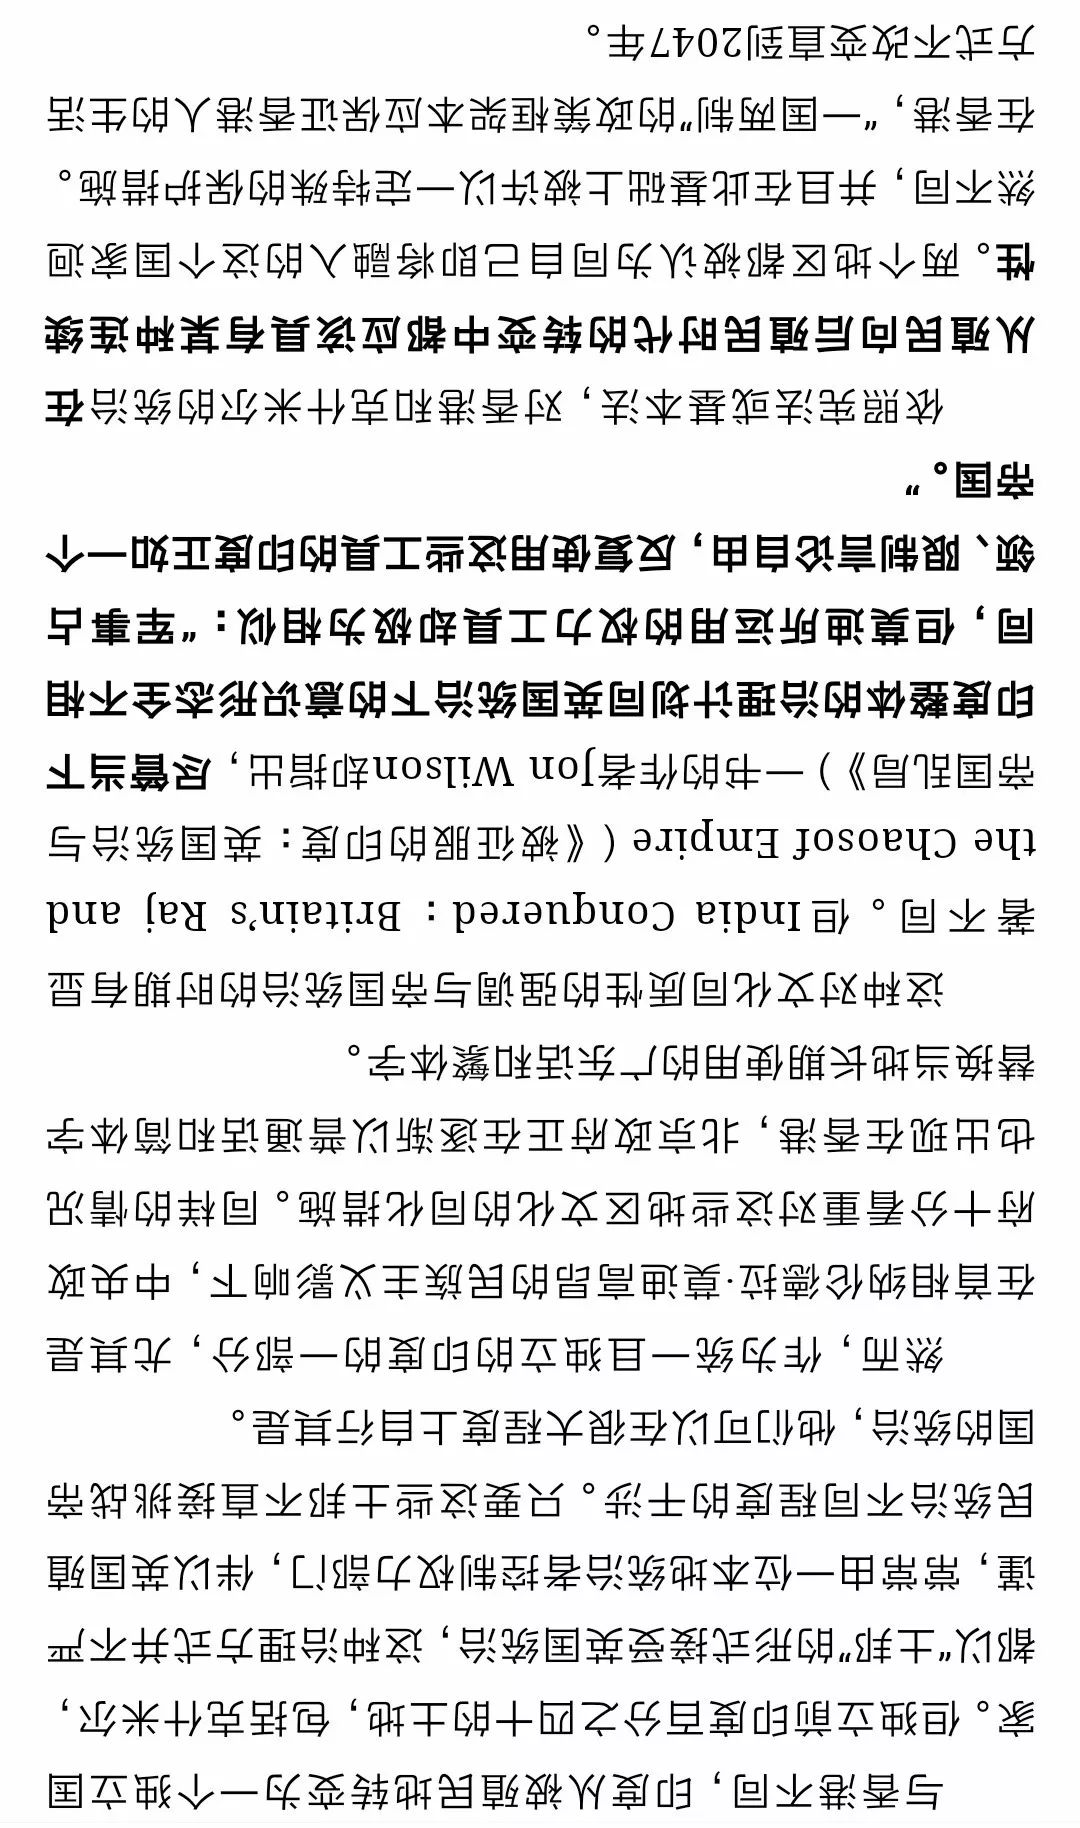 与香港不同，印度从被殖民地转变为一个独立国
家。但独立前印度百分之四十的土地，包括克什米尔，
都以“土邦”的形式接受英国统治，这种治理方式并不严
谨，常常由一位本地统治者控制权力部门，伴以英国殖
民统治不同程度的干涉。只要这些土邦不直接挑战帝
国的统治，他们可以在很大程度上自行其是。
然而，作为统一且独立的印度的一部分，尤其是
在首相纳伦德拉·莫迪高昂的民族主义影响下，中央政
府十分看重对这些地区文化的同化措施。同样的情况
也出现在香港，北京政府正在逐渐以普通话和简体字
替换当地长期使用的广东话和繁体字。
这种对文化同质性的强调与帝国统治的时期有显
著不同。但India Conquered：Britain’s Raj and
the Chaosof Empire（《被征服的印度：英国统治与
帝国乱局》）一书的作者Jon Wilson却指出，尽管当下
印度整体的治理计划同英国统治下的意识形态全不相
同，但莫迪所运用的权力工具却极为相似：“军事占
领、限制言论自由，反复使用这些工具的印度正如一个
帝国。”
依照宪法或基本法，对香港和克什米尔的统治在
从殖民向后殖民时代的转变中都应该具有某种连续
性。两个地区都被认为同自己即将融入的这个国家迥
然不同，并且在此基础上被许以一定特殊的保护措施。
在香港，“一国两制”的政策框架本应保证香港人的生活
方式不改变直到2047年。